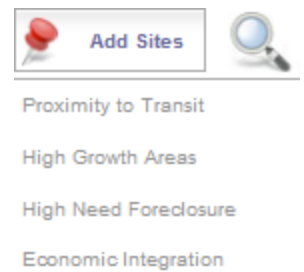 Add Sites
Proximity to Transit
High Growth Areas
High Need Foreclosure
Economic Integration